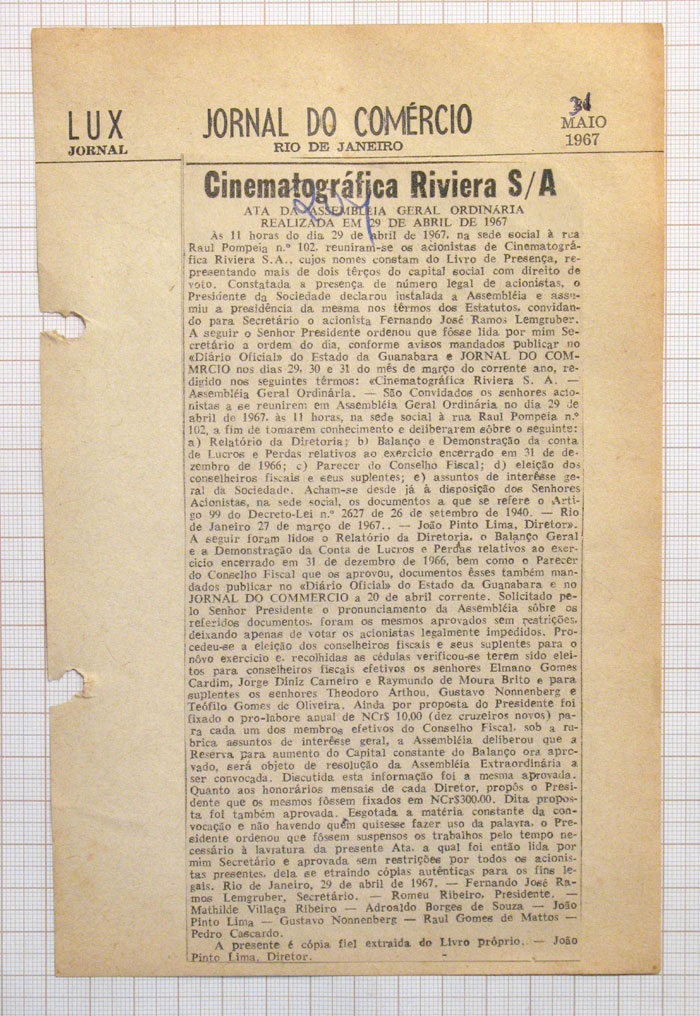 LUX
JORNAL
JORNAL DO COMÉRCIO
RIO DE JANEIRO
31
MAIO
1967
Cinematográfica Riviera S/A
ATA DA ASSEMBLÉIA GERAL ORDINÁRIA
REALIZADA EM 29 DE ABRIL DE 1967
Às 11 horas do dia 29 de abril de 1967, na sede social à rua
Raul Pompeia n.º 102, reuniram-se os acionistas de Cinematográ-
fica Riviera S.A., cujos nomes constam do Livro de Presença, re-
presentando mais de dois têrços do capital social com direito de
voto. Constatada a presença de número legal de acionistas, o
Presidente da Sociedade declarou instalada a Assembléia e assu-
miu a presidência da mesma nos têrmos dos Estatutos, convidan-
do para Secretário o acionista Fernando José Ramos Lemgruber.
A seguir o Senhor Presidente ordenou que fôsse lida por mim Se-
cretário a ordem do dia, conforme avisos mandados publicar no
«Diário Oficial» do Estado da Guanabara e JORNAL DO COM-
MRCIO nos dias 29, 30 e 31 do mês de março do corrente ano, re-
digido nos seguintes têrmos: «Cinematográfica Riviera S. A. —
Assembléia Geral Ordinária. — São Convidados os senhores acio-
nistas a se reunirem em Assembléia Geral Ordinária no dia 29 de
abril de 1967, às 11 horas, na sede social à rua Raul Pompeia n.º
102, a fim de tomarem conhecimento e deliberarem sôbre o seguinte:
a) Relatório da Diretoria; b) Balanço e Demonstração da conta
de Lucros e Perdas relativos ao exercicio encerrado em 31 de de-
zembro de 1966; c) Parecer do Conselho Fiscal; d) eleição dos
conselheiros fiscais e seus suplentes; e) assuntos de interêsse ge-
ral da Sociedade. Acham-se desde já à disposição dos Senhores
Acionistas, na sede social, os documentos a que se refere o Arti-
go 99 do Decreto-Lei n.º 2627 de 26 de setembro de 1940. — Rio
de Janeiro 27 de março de 1967.. — João Pinto Lima, Diretor».
A seguir foram lidos o Relatório da Diretoria, o Balanço Geral
e a Demonstração da Conta de Lucros e Perdas relativos ao exer-
cicio encerrado em 31 de dezembro de 1966, bem como o Parecer
do Conselho Fiscal que os aprovou, documentos êsses também man-
dados publicar no «Diário Oficial» do Estado da Guanabara e no
JORNAL DO COMMERCIO a 20 de abril corrente. Solicitado pe-
lo Senhor Presidente o pronunciamento da Assembléia sôbre os
referidos documentos, foram os mesmos aprovados sem restrições,
deixando apenas de votar os acionistas legalmente impedidos. Pro-
cedeu-se a eleição dos conselheiros fiscais e seus suplentes para o
nôvo exercicio e, recolhidas as cédulas verificou-se terem sido elei-
tos para conselheiros fiscais efetivos os senhores Elmano Gomes
Cardim, Jorge Diniz Carneiro e Raymundo de Moura Brito e para
suplentes os senhores Theodoro Arthou, Gustavo Nonnenberg e
Teófilo Gomes de Oliveira. Ainda por proposta do Presidente foi
fixado o pro-labore anual de NCr$ 10,00 (dez cruzeiros novos) pa-
ra cada um dos membros efetivos do Conselho Fiscal, sob a ru-
brica assuntos de interêsse geral, a Assembléia deliberou que a
Reserva para aumento do Capital constante do Balanço ora apro-
vado, será objeto de resolução da Assembléia Extraordinária a
ser convocada. Discutida esta informação foi a mesma aprovada.
Quanto aos honorários mensais de cada Diretor, propôs o Presi-
dente que os mesmos fôssem fixados em NCr$300,00. Dita propos-
ta foi também aprovada. Esgotada a matéria constante da con-
vocação e não havendo quem quisesse fazer uso da palavra, o Pre-
sidente ordenou que fôssem suspensos os trabalhos pelo tempo ne-
cessário à lavratura da presente Ata, a qual foi então lida por
mim Secretário e aprovada sem restrições por todos os acionis-
tas presentes, dela se etraindo cópias autênticas para os fins le-
gais. Rio de Janeiro, 29 de abril de 1967. — Fernando José Ra-
mos Lemgruber, Secretário. — Romeu Ribeiro, Presidente. —
Mathilde Villaça Ribeiro — Adroaldo Borges de Souza — João
Pinto Lima — Gustavo Nonnenberg — Raul Gomes de Mattos —
Pedro Cascardo.
A presente é cópia fiel extraida do Livro próprio. — João
Pinto Lima, Diretor.